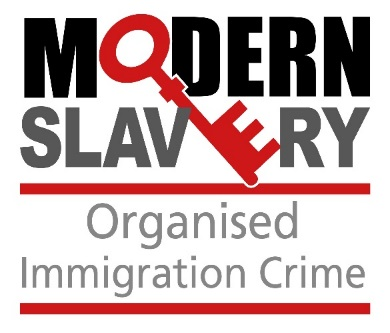 MODERN
SLAVERY
Organised
Immigration Crime